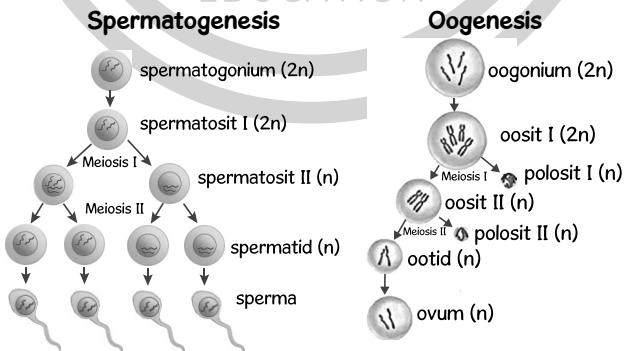 EDUCATION
Spermatogenesis
spermatogonium (2n)
spermatosit I (2n)
Meiosis I
spermatosit II (n)
Meiosis II
spermatid (n)
sperma
Oogenesis
oogonium (2n)
oosit I (2n)
Meiosis I
polosit I (n)
oosit II (n)
Meiosis II
polosit II (n)
ootid (n)
ovum (n)